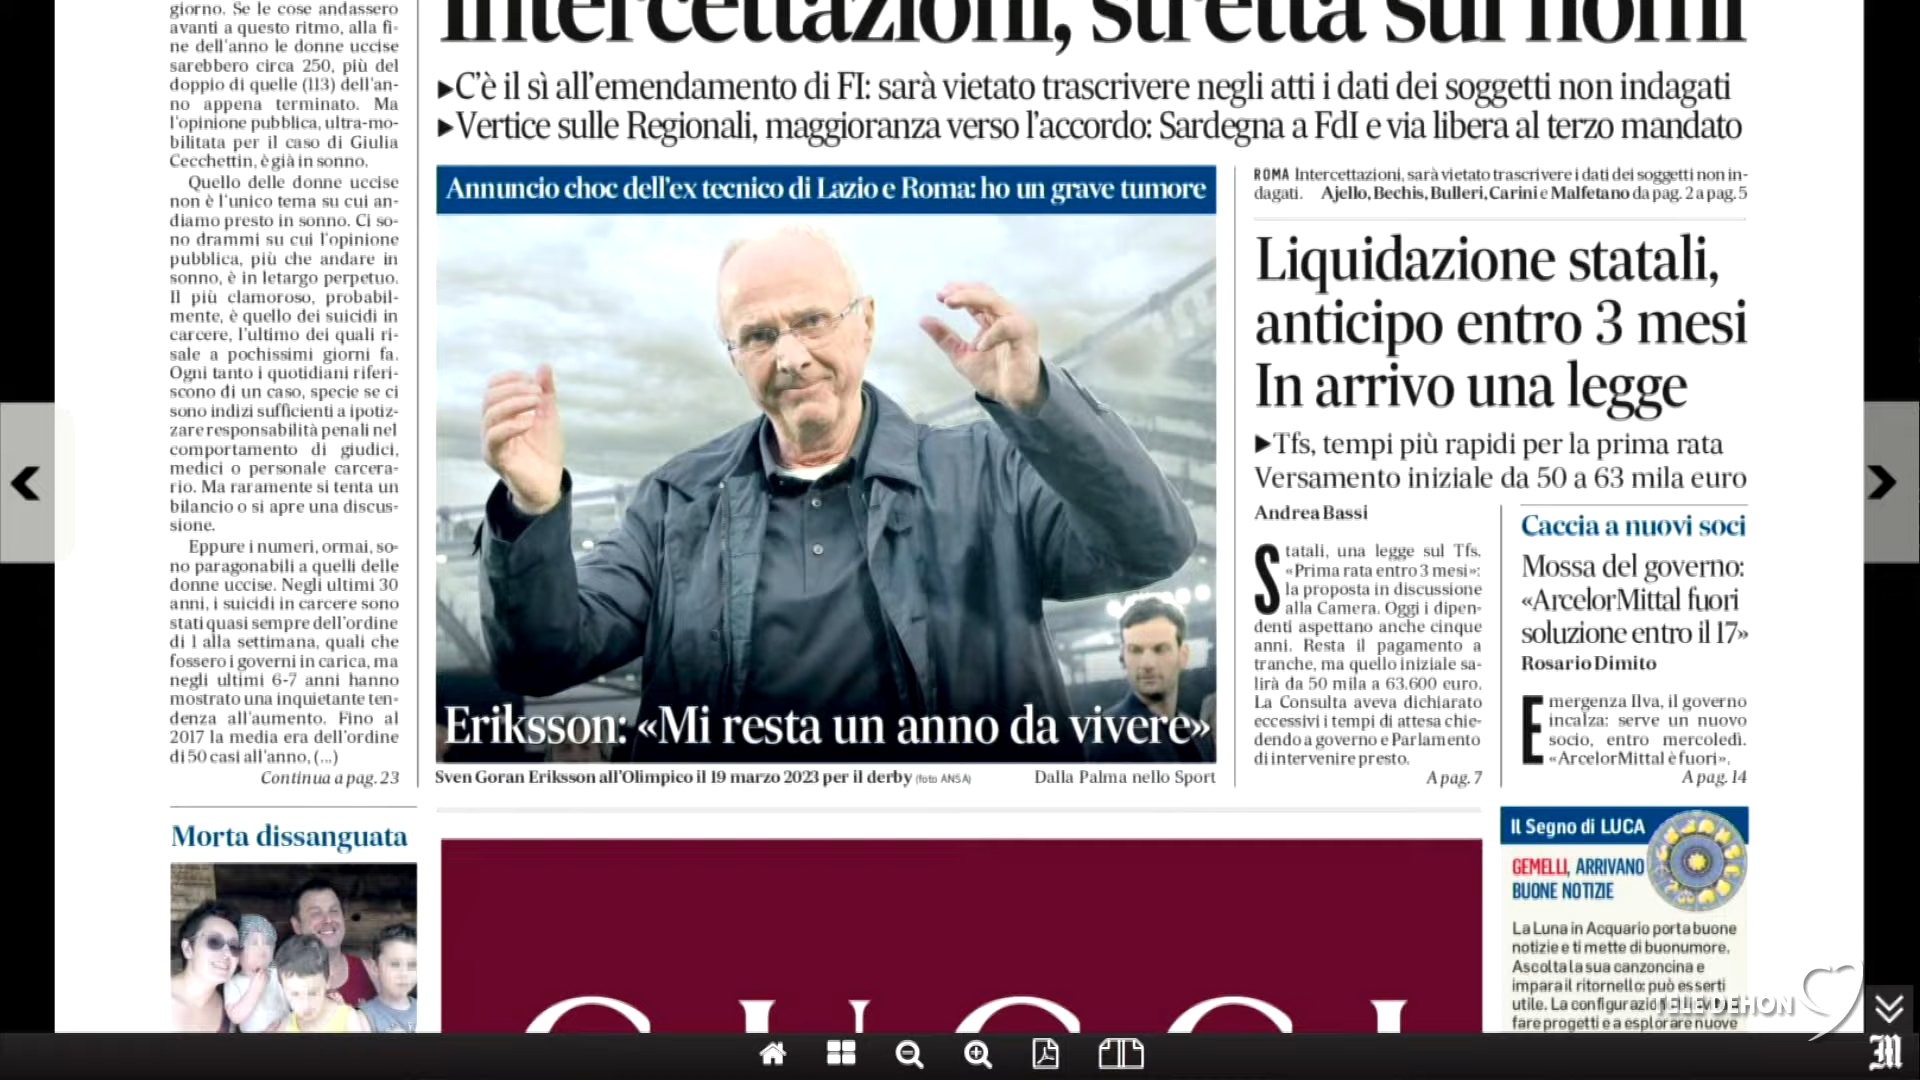 giorno. Se le cose andassero
avanti a questo ritmo, alla fi-
ne dell'anno le donne uccise
sarebbero circa 250, più del
doppio di quelle (113) dell'an-
no appena terminato. Ma
l'opinione pubblica, ultra-mo-
bilitata per il caso di Giulia
Cecchettin, è già in sonno.
Quello delle donne uccise
non è l'unico tema su cui an-
diamo presto in sonno. Ci so-
no drammi su cui l'opinione
pubblica, più che andare in
sonno, è in letargo perpetuo.
Il più clamoroso, probabil-
mente, è quello dei suicidi in
carcere, l'ultimo dei quali ri-
sale a pochissimi giorni fa.
Ogni tanto i quotidiani riferi-
scono di un caso, specie se ci
sono indizi sufficienti a ipotiz-
zare responsabilità penali nel
comportamento di giudici,
medici o personale carcera-
rio. Ma raramente si tenta un
bilancio o si apre una discus-
sione.
Eppure i numeri, ormai, so-
no paragonabili a quelli delle
donne uccise. Negli ultimi 30
anni, i suicidi in carcere sono
stati quasi sempre dell'ordine
di 1 alla settimana, quali che
fossero i governi in carica, ma
negli ultimi 6-7 anni hanno
mostrato una inquietante ten-
denza all'aumento. Fino al
2017 la media era dell'ordine
di 50 casi all'anno, (...)
Continua a pag. 23
Morta dissanguata
Intercettazioni, stretta sui nomi
▶C'è il sì all'emendamento di FI: sarà vietato trascrivere negli atti i dati dei soggetti non indagati
▶Vertice sulle Regionali, maggioranza verso l'accordo: Sardegna a FdI e via libera al terzo mandato
Annuncio choc dell'ex tecnico di Lazio e Roma: ho un grave tumore
Eriksson: «Mi resta un anno da vivere»
Sven Goran Eriksson all'Olimpico il 19 marzo 2023 per il derby (foto ANSA)
Dalla Palma nello Sport
ROMA Intercettazioni, sarà vietato trascrivere i dati dei soggetti non in-
dagati. Ajello, Bechis, Bulleri, Carini e Malfetano da pag. 2 a pag. 5
Liquidazione statali,
anticipo entro 3 mesi
In arrivo una legge
▶Tfs, tempi più rapidi per la prima rata
Versamento iniziale da 50 a 63 mila euro
Andrea Bassi
Statali, una legge sul Tfs.
«Prima rata entro 3 mesi»:
la proposta in discussione
alla Camera. Oggi i dipen-
denti aspettano anche cinque
anni. Resta il pagamento a
tranche, ma quello iniziale sa-
lirà da 50 mila a 63.600 euro.
La Consulta aveva dichiarato
eccessivi i tempi di attesa chie-
dendo a governo e Parlamento
di intervenire presto.
A pag. 7
Caccia a nuovi soci
Mossa del governo:
«ArcelorMittal fuori
soluzione entro il 17»
Rosario Dimito
Emergenza Ilva, il governo
incalza: serve un nuovo
socio, entro mercoledì.
«ArcelorMittal è fuori».
A pag. 14
GUCCI
Il Segno di LUCA
GEMELLI, ARRIVANO
BUONE NOTIZIE
La Luna in Acquario porta buone
notizie e ti mette di buonumore.
Ascolta la sua canzoncina e
impara il ritornello: può esserti
utile. La
fare progetti e a esplorare nuove
TELEDEHON
M